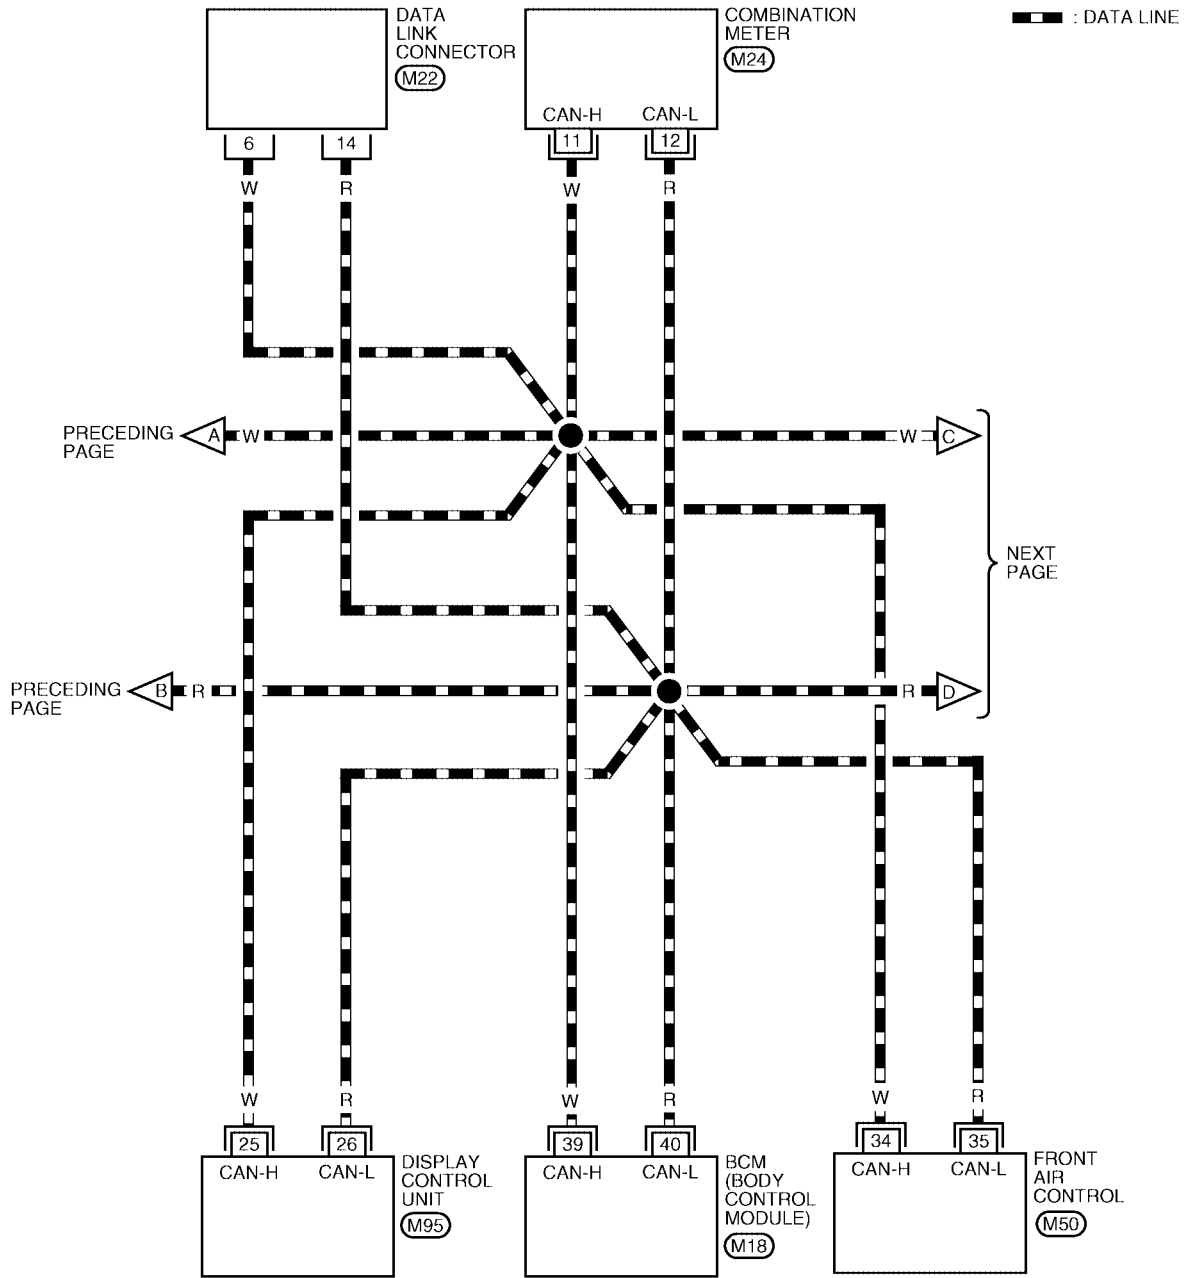 DATA
LINK
CONNECTOR
M22
COMBINATION
METER
M24
: DATA LINE
CAN-H CAN-L
6 14 11 12
W R W R
PRECEDING
PAGE
A W W C
NEXT
PAGE
PRECEDING
PAGE
B R R D
W R W R W R
25 26 39 40 34 35
CAN-H CAN-L
DISPLAY
CONTROL
UNIT
M95
CAN-H CAN-L
BCM
(BODY
CONTROL
MODULE)
M18
CAN-H CAN-L
FRONT
AIR
CONTROL
M50